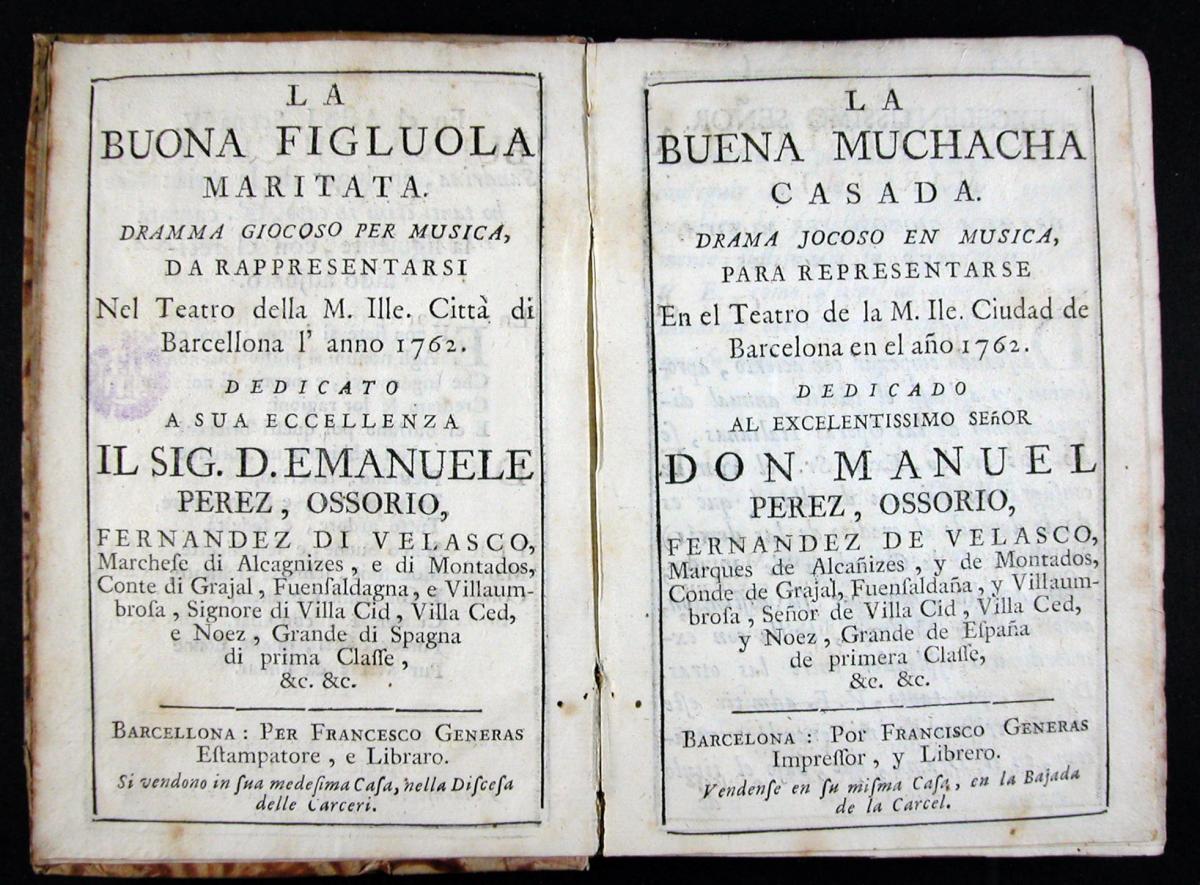 LA
BUONA FIGLUOLA
MARITATA.
DRAMMA GIOCOSO PER MUSICA,
DA RAPPRESENTARSI
Nel Teatro della M. Ille. Città di
Barcellona l' anno 1762.
DEDICATO
A SUA ECCELLENZA
IL SIG. D. EMANUELE
PEREZ, OSSORIO,
FERNANDEZ DI VELASCO,
Marcheſe di Alcagnizes, e di Montados,
Conte di Grajal, Fuenſaldagna, e Villaum-
broſa, Signore di Villa Cid, Villa Ced,
e Noez, Grande di Spagna
di prima Claſſe,
&c. &c.
BARCELLONA: PER FRANCESCO GENERAS
Eſtampatore, e Libraro.
Si vendono in ſua medeſima Caſa, nella Diſceſa
delle Carceri.
LA
BUENA MUCHACHA
CASADA.
DRAMA JOCOSO EN MUSICA,
PARA REPRESENTARSE
En el Teatro de la M. Ile. Ciudad de
Barcelona en el año 1762.
DEDICADO
AL EXCELENTISSIMO SEñOR
DON MANUEL
PEREZ, OSSORIO,
FERNANDEZ DE VELASCO,
Marques de Alcañizes, y de Montados,
Conde de Grajal, Fuenſaldaña, y Villaum-
broſa, Señor de Villa Cid, Villa Ced,
y Noez, Grande de Eſpaña
de primera Claſſe,
&c. &c.
BARCELONA: POR FRANCISCO GENERAS
Impreſſor, y Librero.
Vendenſe en ſu miſma Caſa, en la Bajada
de la Carcel.